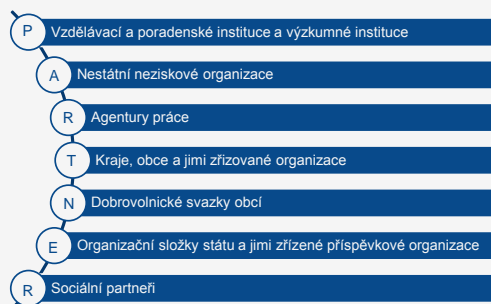 P Vzdělávací a poradenské instituce a výzkumné instituce
A Nestátní neziskové organizace
R Agentury práce
T Kraje, obce a jimi zřizované organizace
N Dobrovolnické svazky obcí
E Organizační složky státu a jimi zřízené příspěvkové organizace
R Sociální partneři